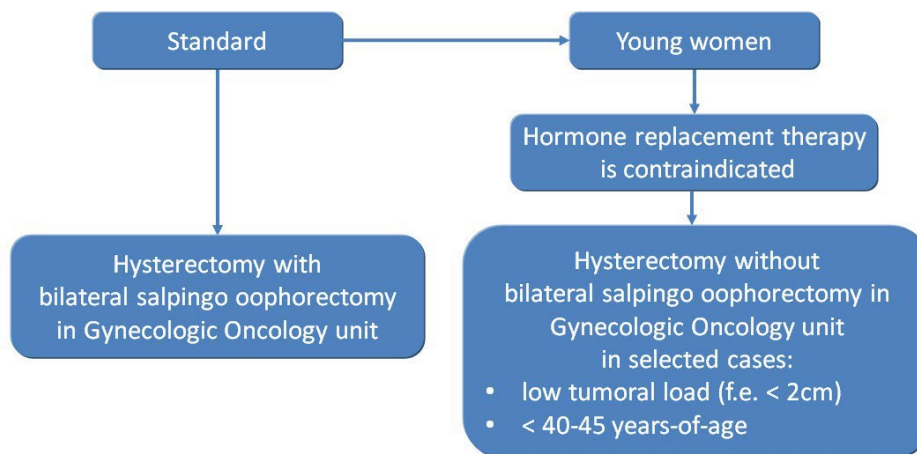 Standard
Young women
Hormone replacement therapy
is contraindicated
Hysterectomy with
bilateral salpingo oophorectomy
in Gynecologic Oncology unit
Hysterectomy without
bilateral salpingo oophorectomy in
Gynecologic Oncology unit
in selected cases:
• low tumoral load (f.e. < 2cm)
• < 40-45 years-of-age